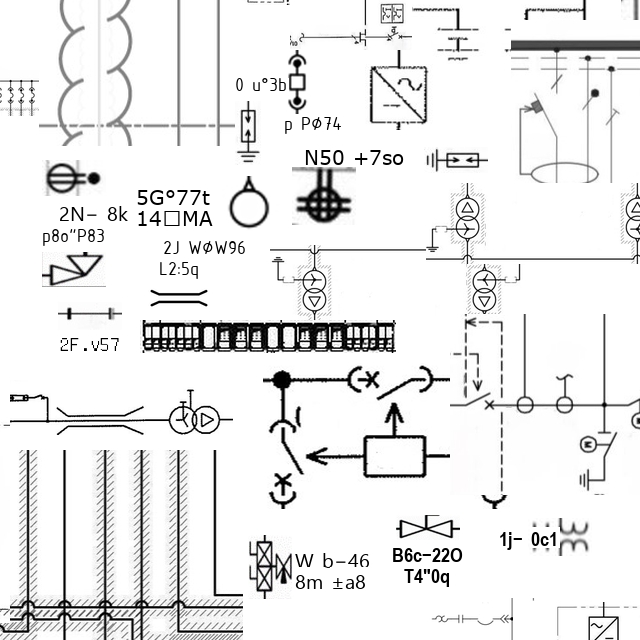 0 u°3b
p PØ74
N50 +7so
5G°77t
14□MA
2N− 8k
p8o"P83
2J WØW96
L2:5q
2F.v57
W b−46
8m ±a8
B6c−22O
T4"0q
1j− 0c1